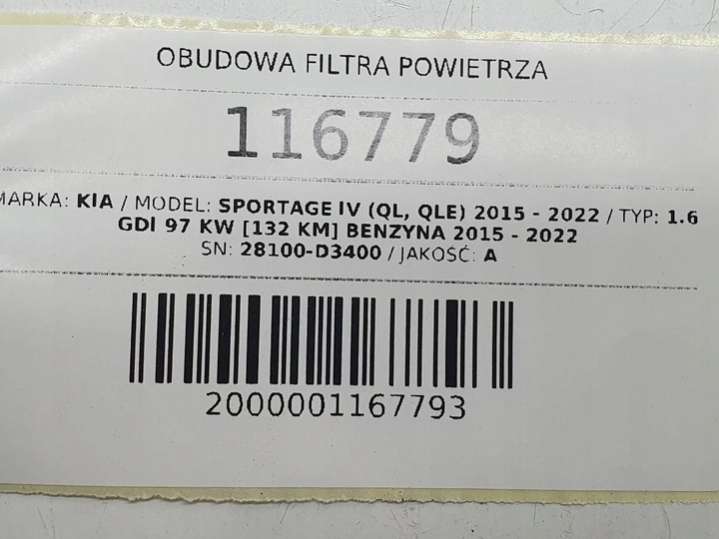 OBUDOWA FILTRA POWIETRZA
116779
MARKA: KIA / MODEL: SPORTAGE IV (QL, QLE) 2015 - 2022 / TYP: 1.6
GDI 97 KW [132 KM] BENZYNA 2015 - 2022
SN: 28100-D3400 / JAKOŚĆ: A
2000001167793